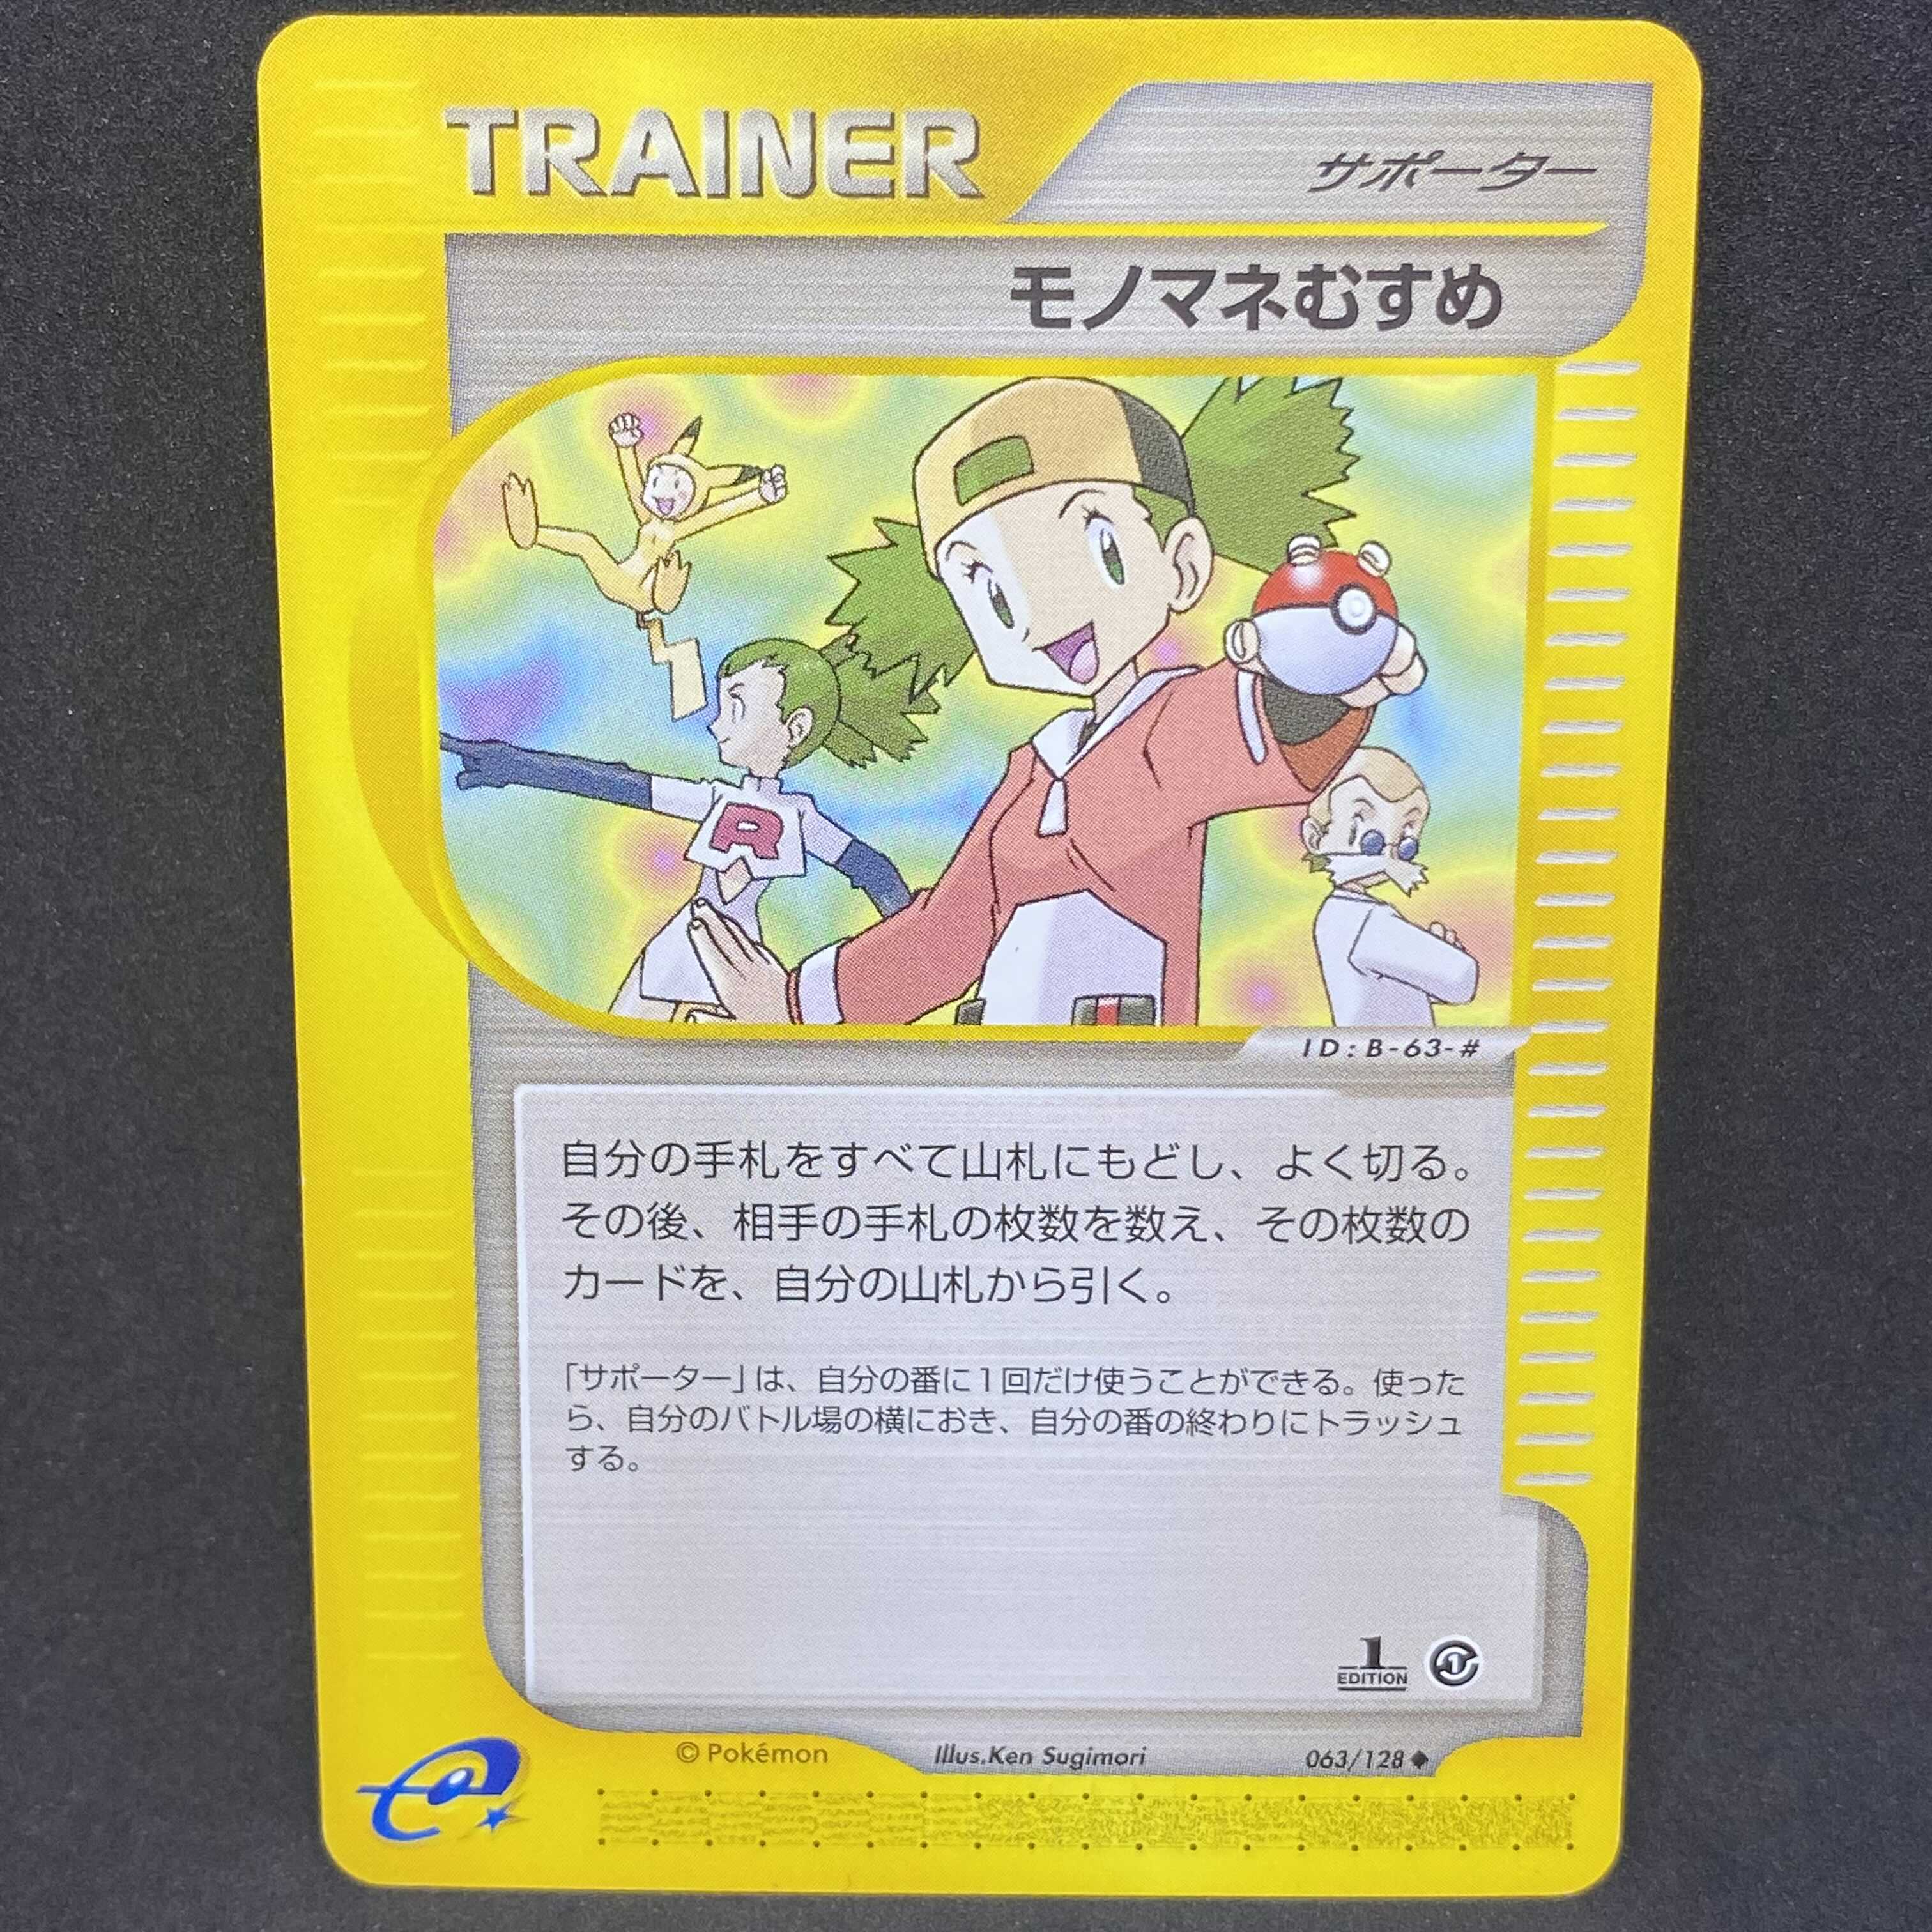 TRAINER
サポーター
モノマネむすめ
R
ID : B-63-#
自分の手札をすべて山札にもどし、よく切る。
その後、相手の手札の枚数を数え、その枚数の
カードを、自分の山札から引く。
「サポーター」は、自分の番に1回だけ使うことができる。使った
ら、自分のバトル場の横におき、自分の番の終わりにトラッシュ
する。
1
EDITION
1
© Pokémon
Illus.Ken Sugimori
063/128◆
e